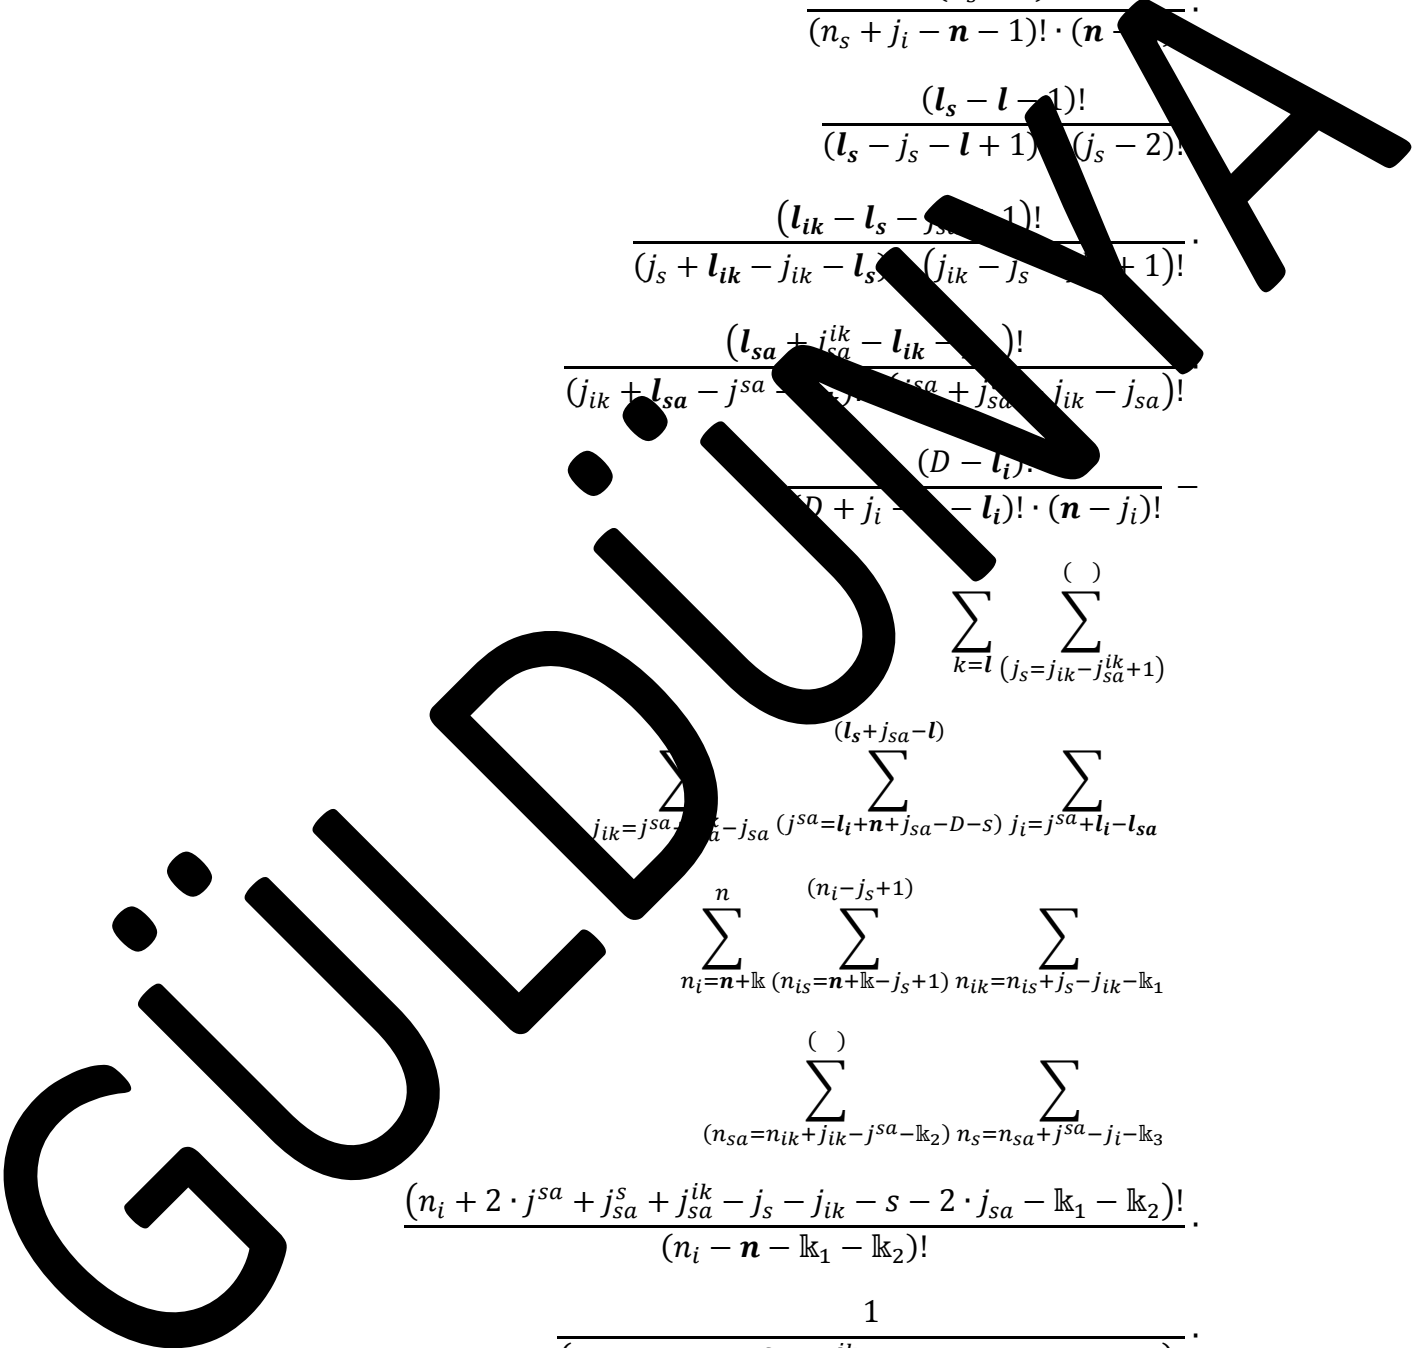 (n_s + j_i − n − 1)! · (n
(l_s − l − 1)!
(l_s − j_s − l + 1) (j_s − 2)!
(l_ik − l_s − 1)! ·
(j_s + l_ik − j_ik − l_s) (j_ik − j_s + 1)!
(l_sa + j_sa^ik − l_ik − )!
(j_ik + l_sa − j^sa + j_sa j_ik − j_sa)!
(D − l_i)!
(D + j_i − l_i)! · (n − j_i)! −
( )
∑ ∑
k=l (j_s=j_ik−j_sa^ik+1)
(l_s+j_sa−l)
∑ ∑ ∑
j_ik=j^sa −j_sa (j^sa=l_i+n+j_sa−D−s) j_i=j^sa+l_i−l_sa
n (n_i−j_s+1)
∑ ∑ ∑
n_i=n+𝕜 (n_is=n+𝕜−j_s+1) n_ik=n_is+j_s−j_ik−𝕜_1
( )
∑ ∑
(n_sa=n_ik+j_ik−j^sa−𝕜_2) n_s=n_sa+j^sa−j_i−𝕜_3
(n_i + 2 · j^sa + j_sa^s + j_sa^ik − j_s − j_ik − s − 2 · j_sa − 𝕜_1 − 𝕜_2)! ·
(n_i − n − 𝕜_1 − 𝕜_2)!
1 ·
GÜLDÜNYA